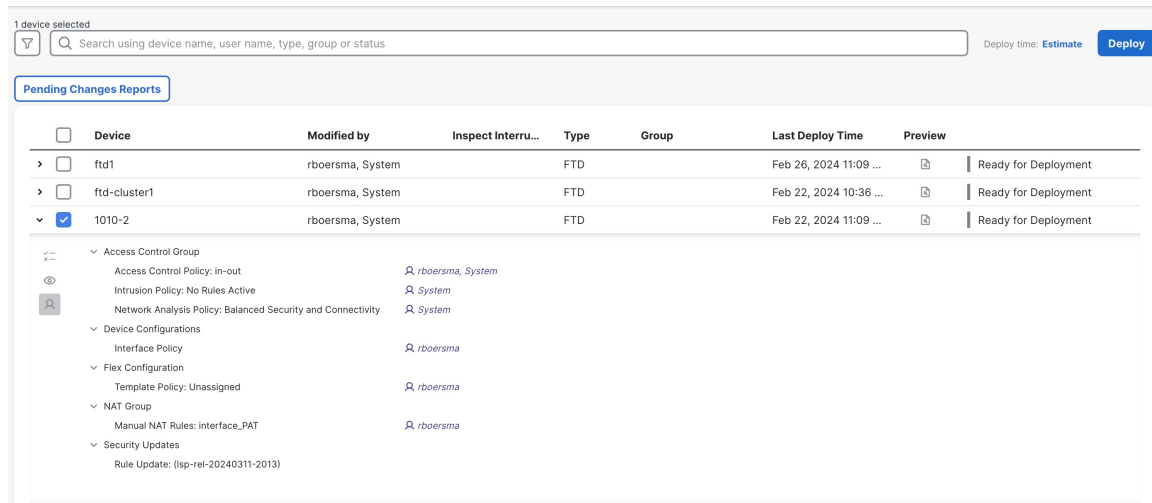 1 device selected
Search using device name, user name, type, group or status
Deploy time: Estimate
Deploy
Pending Changes Reports
Device Modified by Inspect Interru... Type Group Last Deploy Time Preview
ftd1 rboersma, System FTD Feb 26, 2024 11:09 ... Ready for Deployment
ftd-cluster1 rboersma, System FTD Feb 22, 2024 10:36 ... Ready for Deployment
1010-2 rboersma, System FTD Feb 22, 2024 11:09 ... Ready for Deployment
Access Control Group
Access Control Policy: in-out rboersma, System
Intrusion Policy: No Rules Active System
Network Analysis Policy: Balanced Security and Connectivity System
Device Configurations
Interface Policy rboersma
Flex Configuration
Template Policy: Unassigned rboersma
NAT Group
Manual NAT Rules: interface_PAT rboersma
Security Updates
Rule Update: (lsp-rel-20240311-2013)